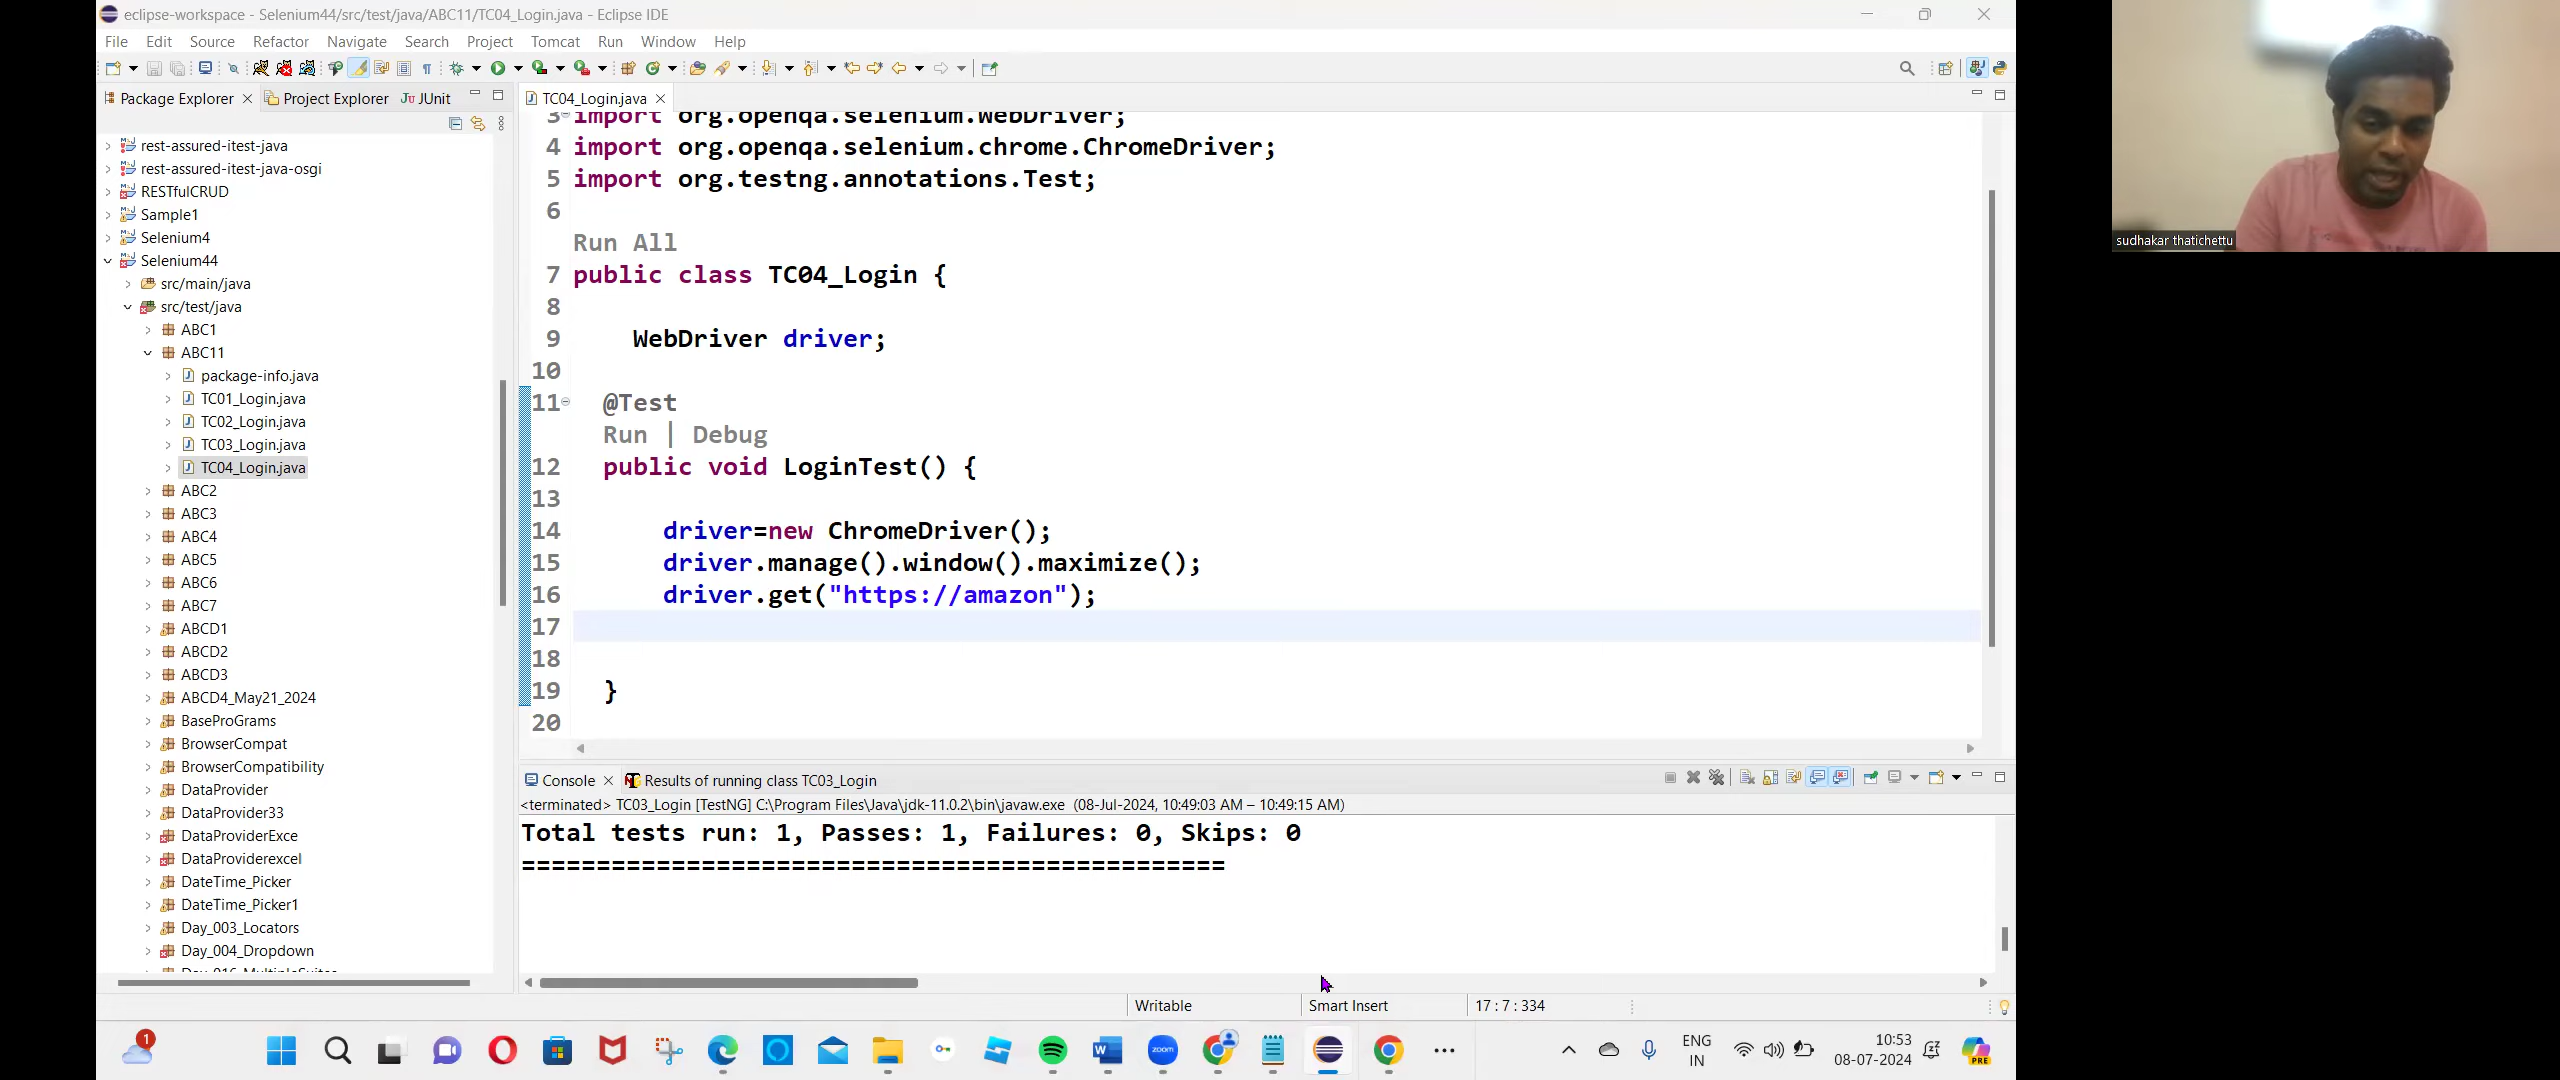 eclipse-workspace - Selenium44/src/test/java/ABC11/TC04_Login.java - Eclipse IDE
File Edit Source Refactor Navigate Search Project Tomcat Run Window Help
Package Explorer Project Explorer JUnit
TC04_Login.java
rest-assured-itest-java
rest-assured-itest-java-osgi
RESTfulCRUD
Sample1
Selenium4
Selenium44
src/main/java
src/test/java
ABC1
ABC11
package-info.java
TC01_Login.java
TC02_Login.java
TC03_Login.java
TC04_Login.java
ABC2
ABC3
ABC4
ABC5
ABC6
ABC7
ABCD1
ABCD2
ABCD3
ABCD4_May21_2024
BaseProGrams
BrowserCompat
BrowserCompatibility
DataProvider
DataProvider33
DataProviderExce
DataProviderexcel
DateTime_Picker
DateTime_Picker1
Day_003_Locators
Day_004_Dropdown
3 import org.openqa.selenium.WebDriver;
4 import org.openqa.selenium.chrome.ChromeDriver;
5 import org.testng.annotations.Test;
6
Run All
7 public class TC04_Login {
8
9 WebDriver driver;
10
11 @Test
Run | Debug
12 public void LoginTest() {
13
14 driver=new ChromeDriver();
15 driver.manage().window().maximize();
16 driver.get("https://amazon");
17
18
19 }
20
Console Results of running class TC03_Login
<terminated> TC03_Login [TestNG] C:\Program Files\Java\jdk-11.0.2\bin\javaw.exe (08-Jul-2024, 10:49:03 AM – 10:49:15 AM)
Total tests run: 1, Passes: 1, Failures: 0, Skips: 0
===============================================
Writable Smart Insert 17 : 7 : 334
1
zoom
ENG
IN
10:53
08-07-2024
PRE
sudhakar thatichettu